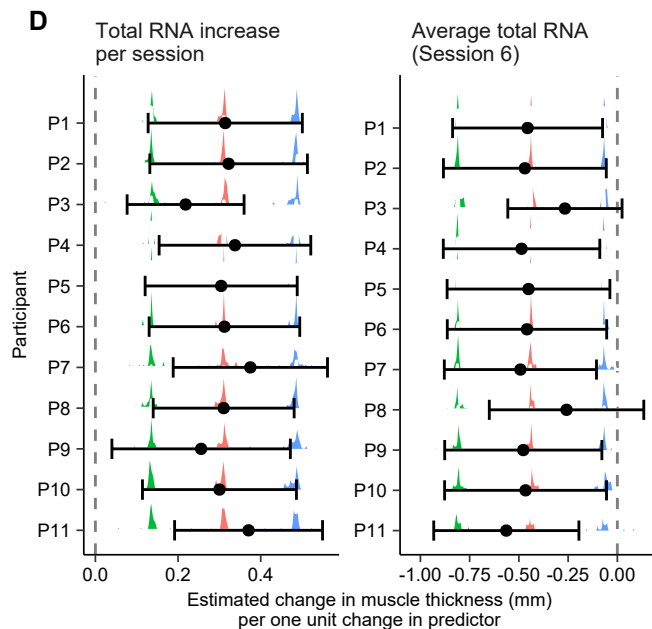 D
Total RNA increase
per session
Average total RNA
(Session 6)
Participant
P1
P2
P3
P4
P5
P6
P7
P8
P9
P10
P11
P1
P2
P3
P4
P5
P6
P7
P8
P9
P10
P11
0.0 0.2 0.4
-1.00 -0.75 -0.50 -0.25 0.00
Estimated change in muscle thickness (mm)
per one unit change in predictor